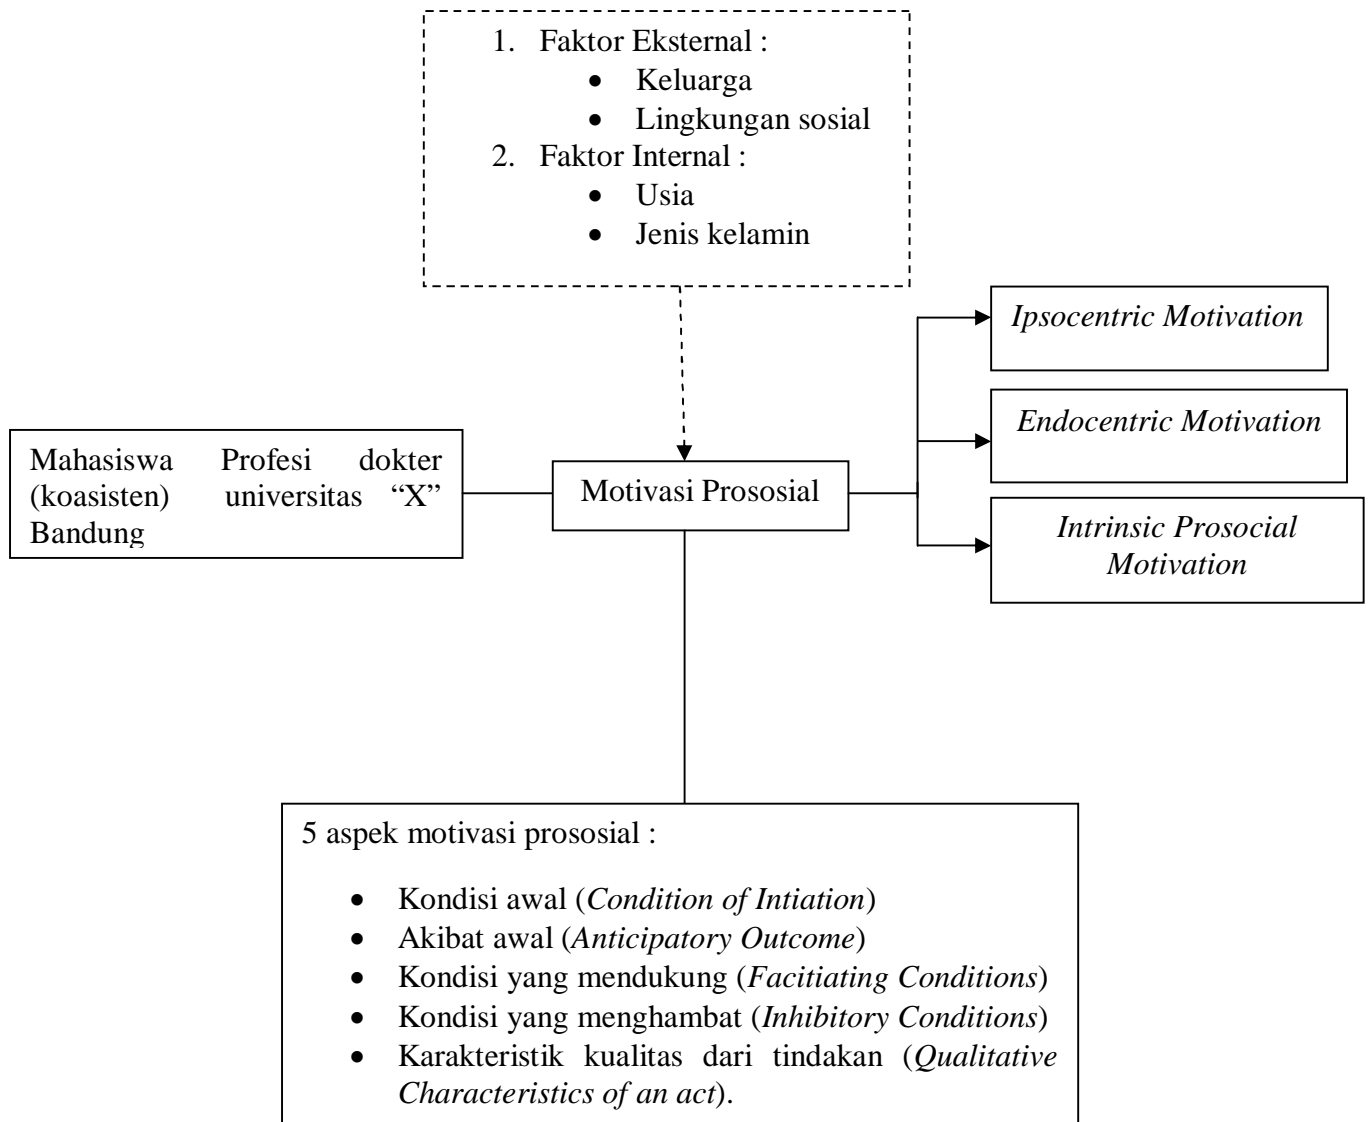 1. Faktor Eksternal :
• Keluarga
• Lingkungan sosial
2. Faktor Internal :
• Usia
• Jenis kelamin
Ipsocentric Motivation
Endocentric Motivation
Mahasiswa Profesi dokter
(koasisten) universitas “X”
Bandung
Motivasi Prososial
Intrinsic Prosocial
Motivation
5 aspek motivasi prososial :
• Kondisi awal (Condition of Intiation)
• Akibat awal (Anticipatory Outcome)
• Kondisi yang mendukung (Facitiating Conditions)
• Kondisi yang menghambat (Inhibitory Conditions)
• Karakteristik kualitas dari tindakan (Qualitative
Characteristics of an act).